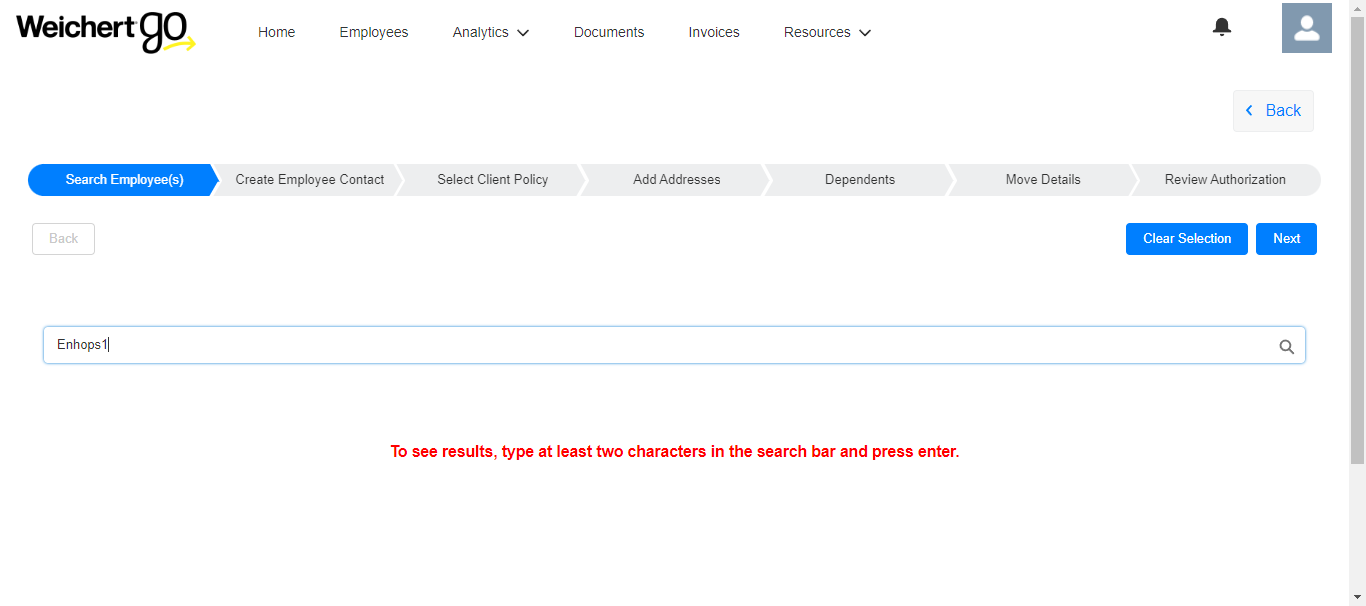 Weichert go
Home Employees Analytics Documents Invoices Resources
Back
Search Employee(s) Create Employee Contact Select Client Policy Add Addresses Dependents Move Details Review Authorization
Back Clear Selection Next
Enhops1
To see results, type at least two characters in the search bar and press enter.